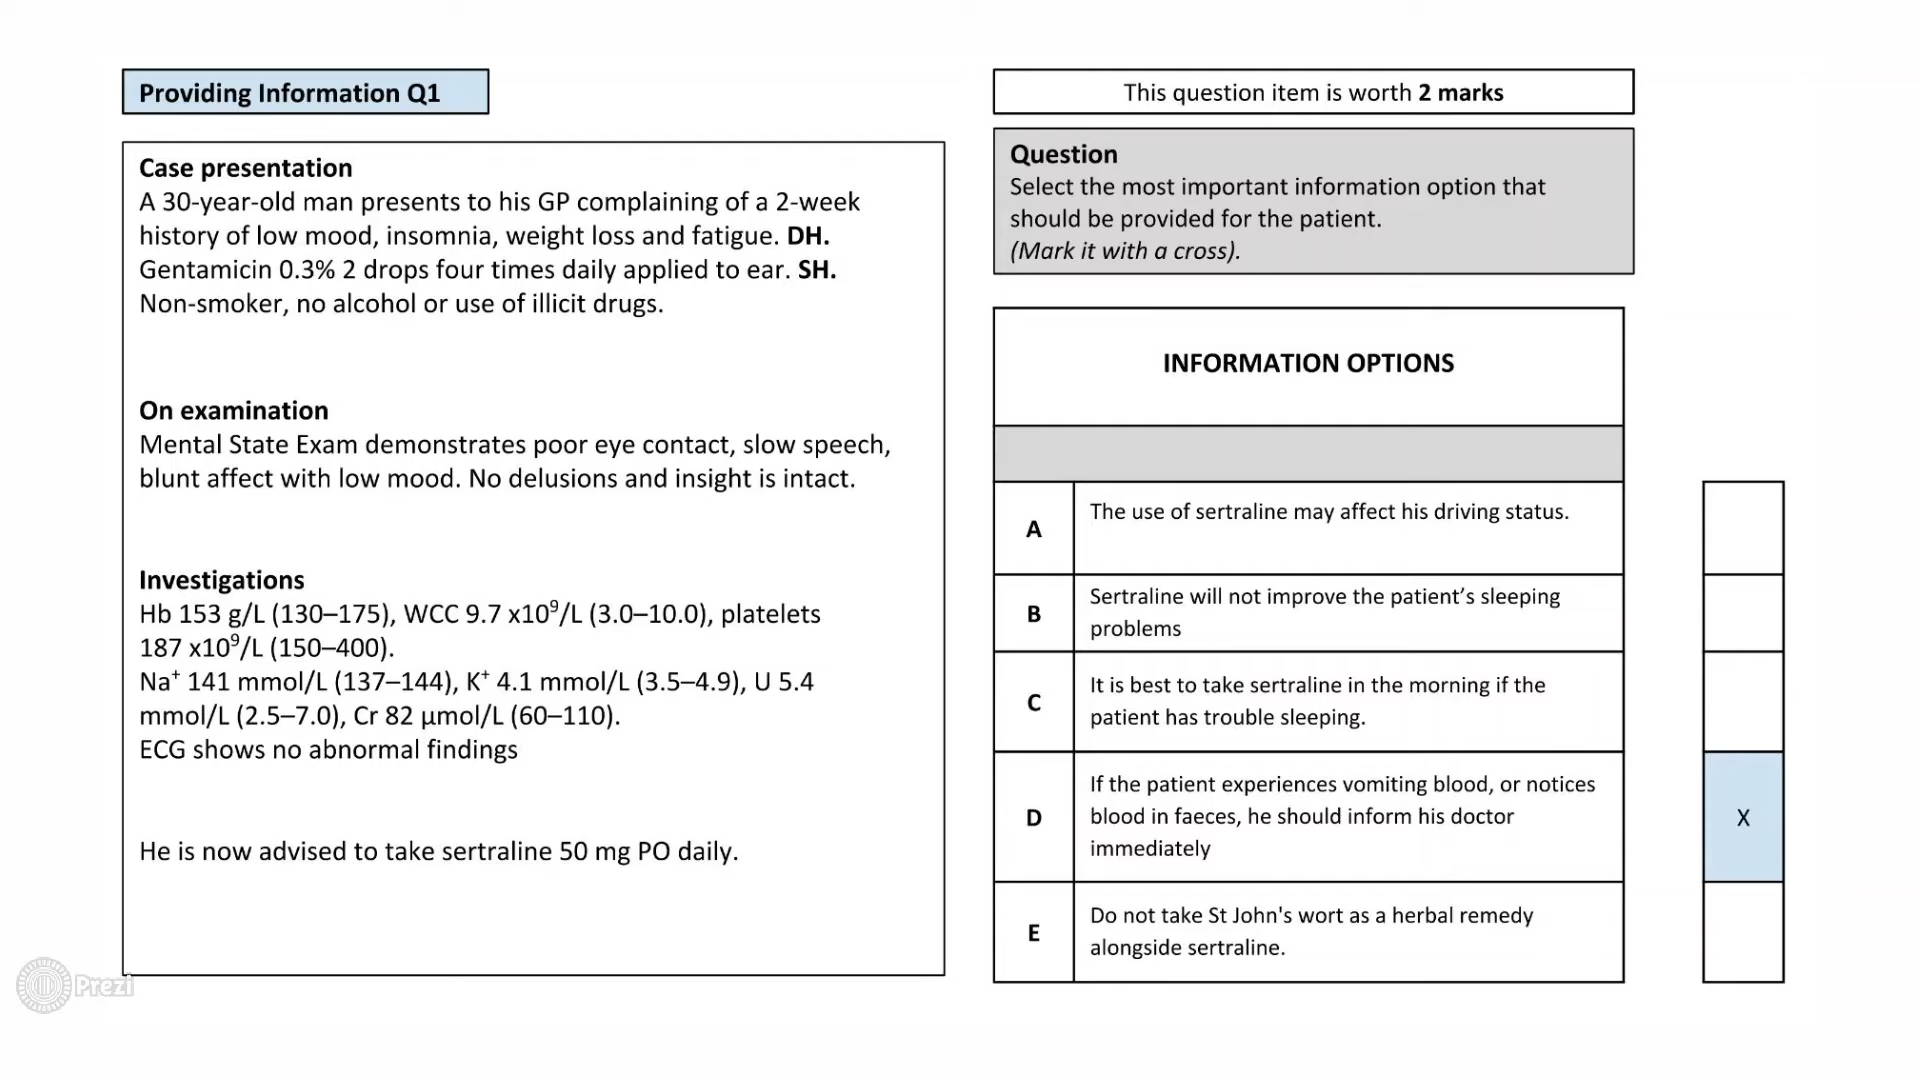 Providing Information Q1
This question item is worth 2 marks
Case presentation
A 30-year-old man presents to his GP complaining of a 2-week
history of low mood, insomnia, weight loss and fatigue. DH.
Gentamicin 0.3% 2 drops four times daily applied to ear. SH.
Non-smoker, no alcohol or use of illicit drugs.
On examination
Mental State Exam demonstrates poor eye contact, slow speech,
blunt affect with low mood. No delusions and insight is intact.
Investigations
Hb 153 g/L (130–175), WCC 9.7 x10⁹/L (3.0–10.0), platelets
187 x10⁹/L (150–400).
Na⁺ 141 mmol/L (137–144), K⁺ 4.1 mmol/L (3.5–4.9), U 5.4
mmol/L (2.5–7.0), Cr 82 µmol/L (60–110).
ECG shows no abnormal findings
He is now advised to take sertraline 50 mg PO daily.
Question
Select the most important information option that
should be provided for the patient.
(Mark it with a cross).
INFORMATION OPTIONS
A
The use of sertraline may affect his driving status.
B
Sertraline will not improve the patient’s sleeping
problems
C
It is best to take sertraline in the morning if the
patient has trouble sleeping.
D
If the patient experiences vomiting blood, or notices
blood in faeces, he should inform his doctor
immediately
X
E
Do not take St John's wort as a herbal remedy
alongside sertraline.
Prezi